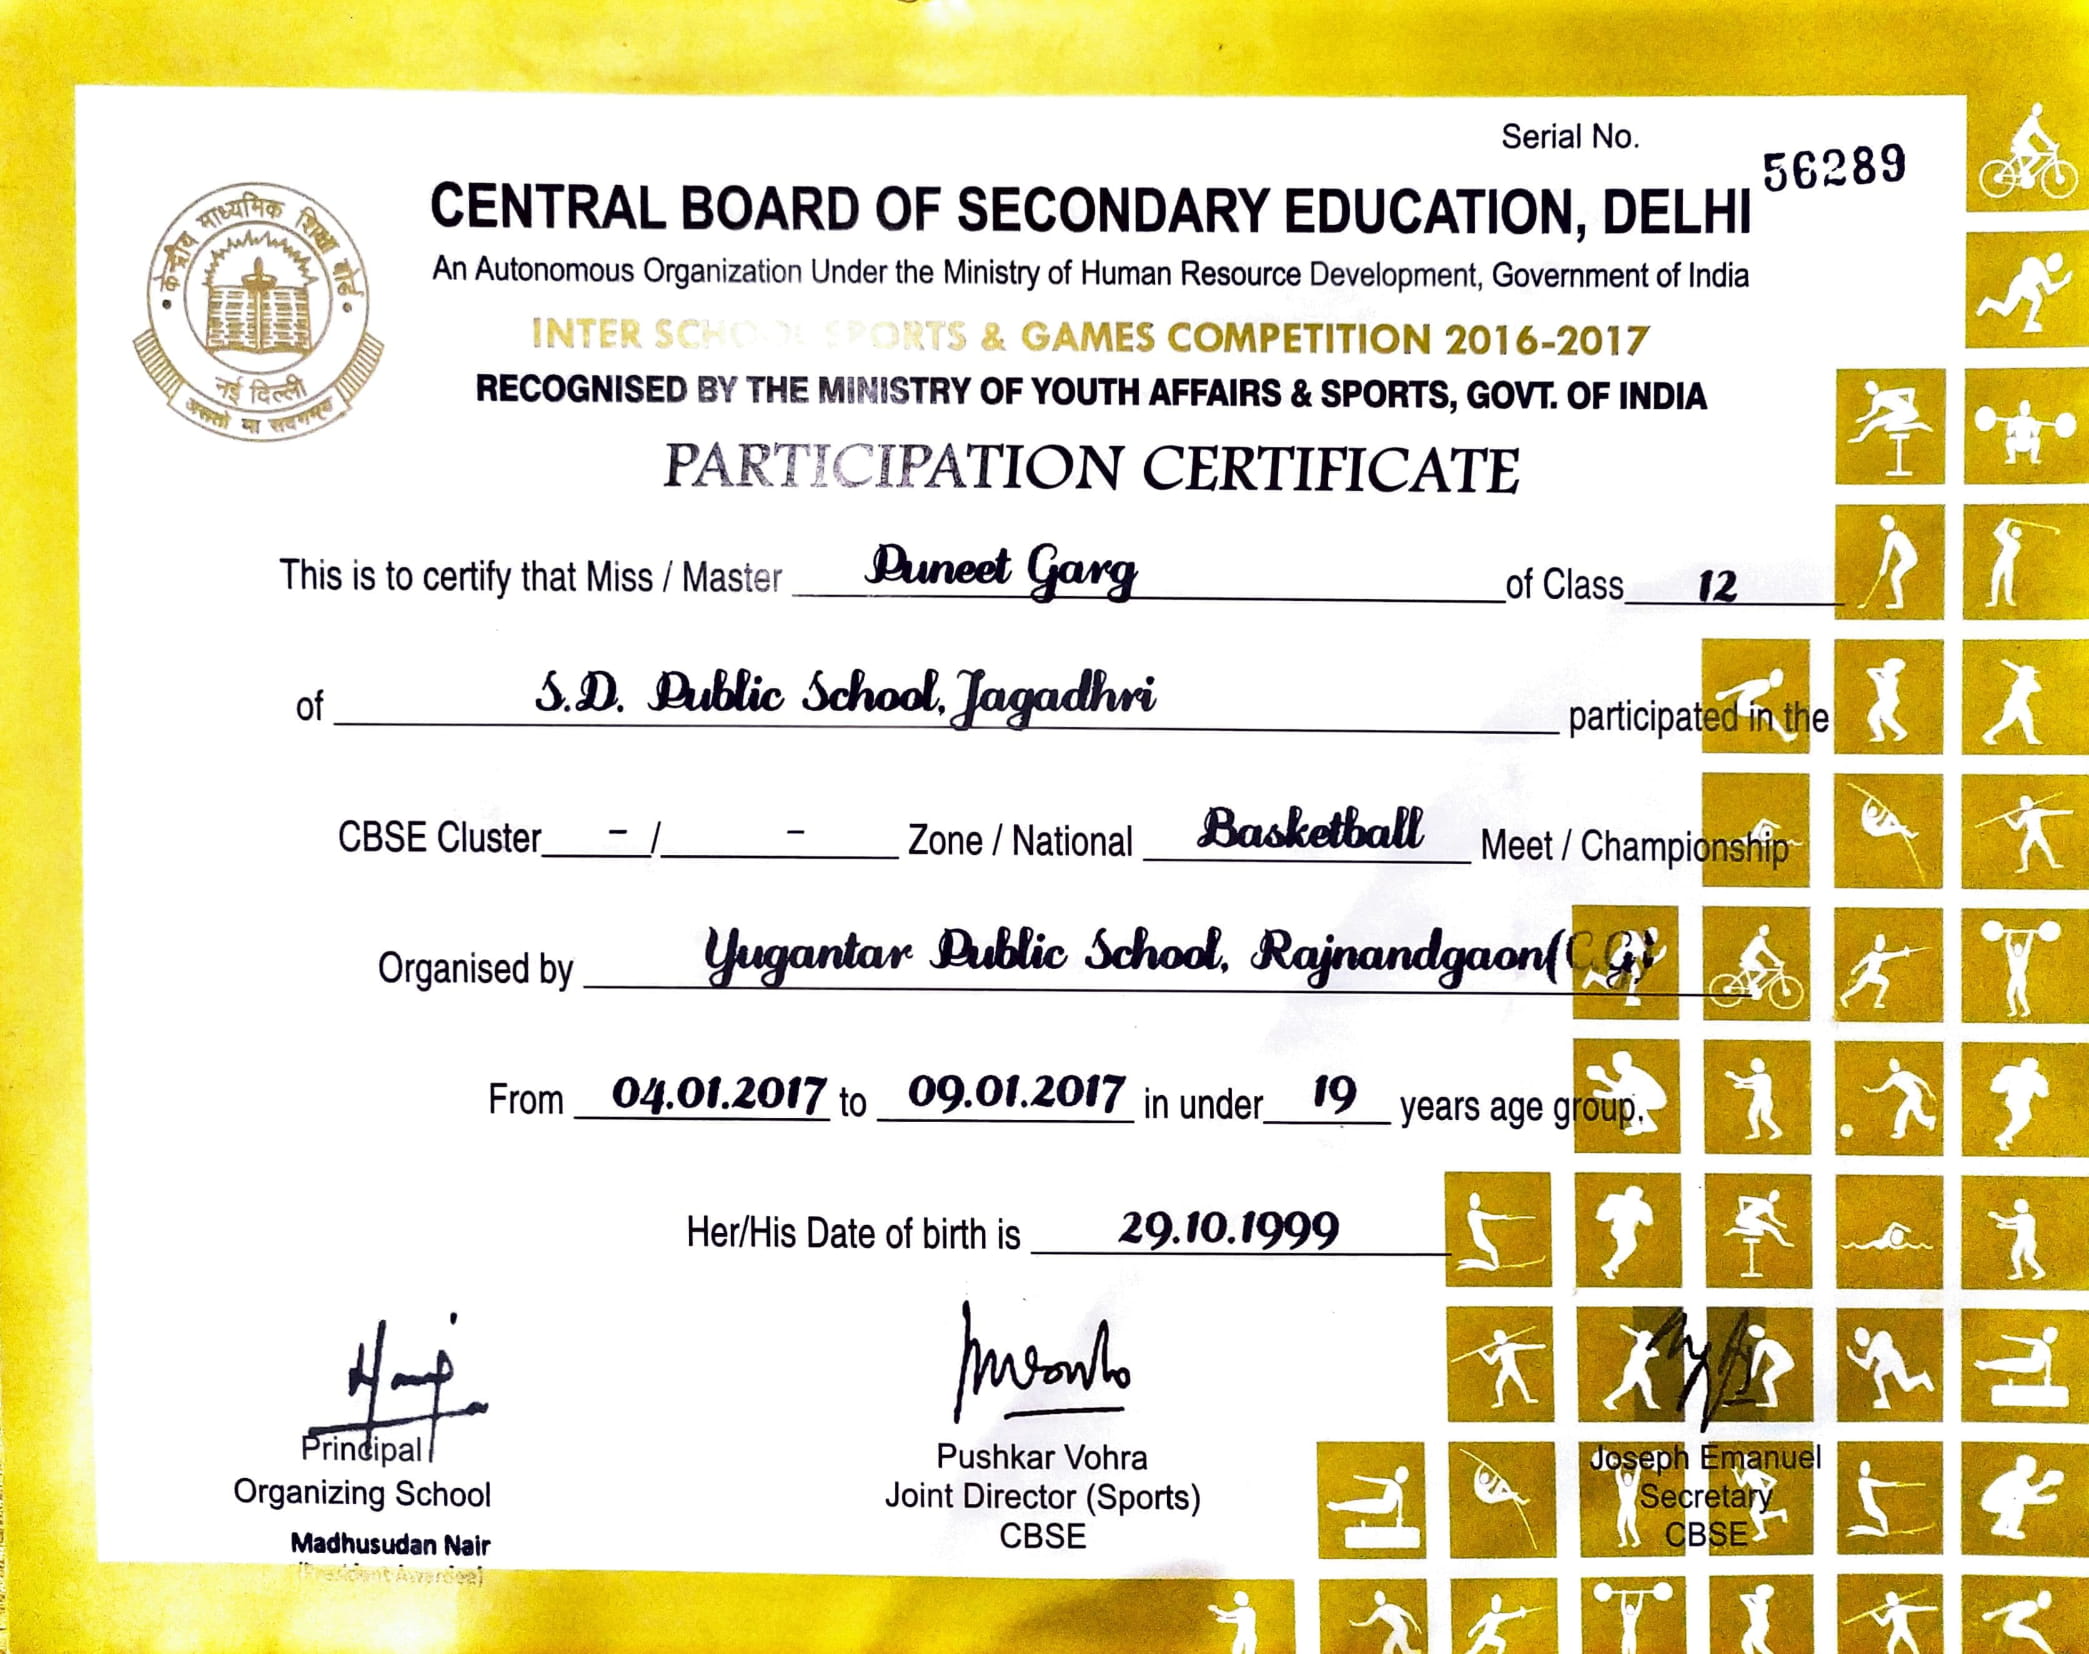 Serial No.
56289
केन्द्रीय माध्यमिक शिक्षा बोर्ड
नई दिल्ली
असतो मा सद्गमय
CENTRAL BOARD OF SECONDARY EDUCATION, DELHI
An Autonomous Organization Under the Ministry of Human Resource Development, Government of India
INTER SCHOOL SPORTS & GAMES COMPETITION 2016-2017
RECOGNISED BY THE MINISTRY OF YOUTH AFFAIRS & SPORTS, GOVT. OF INDIA
PARTICIPATION CERTIFICATE
This is to certify that Miss / Master Puneet Garg of Class 12
of S.D. Public School, Jagadhri participated in the
CBSE Cluster - / - Zone / National Basketball Meet / Championship
Organised by Yugantar Public School, Rajnandgaon(C.G)
From 04.01.2017 to 09.01.2017 in under 19 years age group.
Her/His Date of birth is 29.10.1999
Principal
Organizing School
Madhusudan Nair
(President Awardee)
Pushkar Vohra
Joint Director (Sports)
CBSE
Joseph Emanuel
Secretary
CBSE